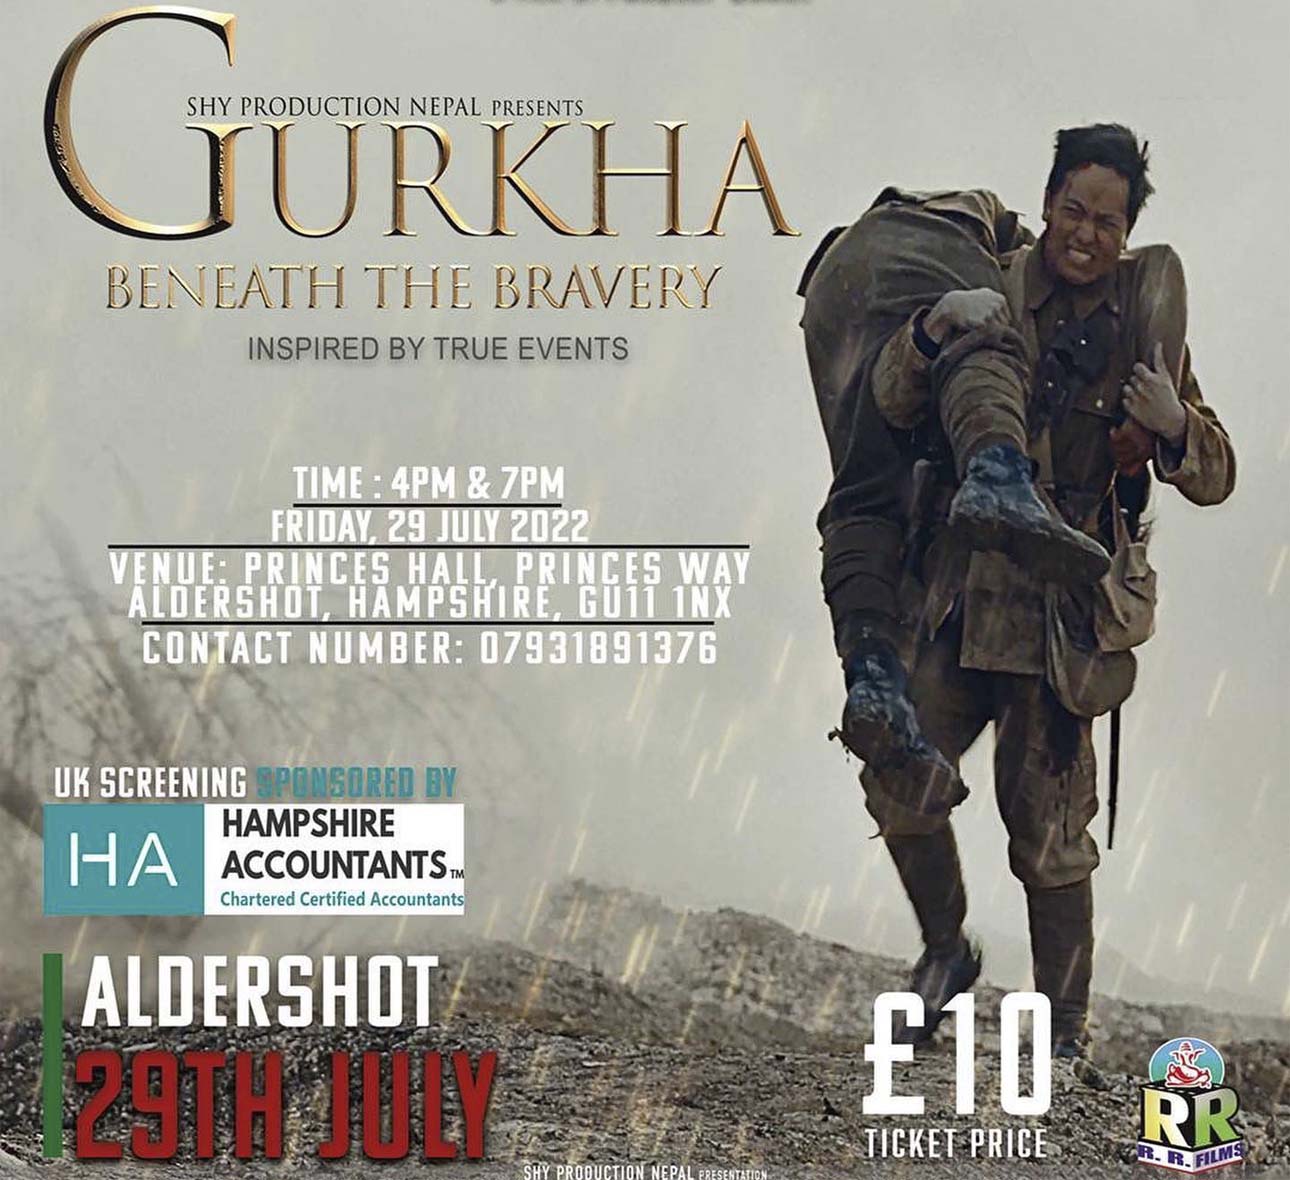 SHY PRODUCTION NEPAL PRESENTS
GURKHA
BENEATH THE BRAVERY
INSPIRED BY TRUE EVENTS
TIME : 4PM & 7PM
FRIDAY, 29 JULY 2022
VENUE: PRINCES HALL, PRINCES WAY
ALDERSHOT, HAMPSHIRE, GU11 1NX
CONTACT NUMBER: 07931891376
UK SCREENING SPONSORED BY
HA
HAMPSHIRE
ACCOUNTANTS™
Chartered Certified Accountants
ALDERSHOT
29TH JULY
£10
TICKET PRICE
RR
R. R. FILMS
SHY PRODUCTION NEPAL PRESENTATION